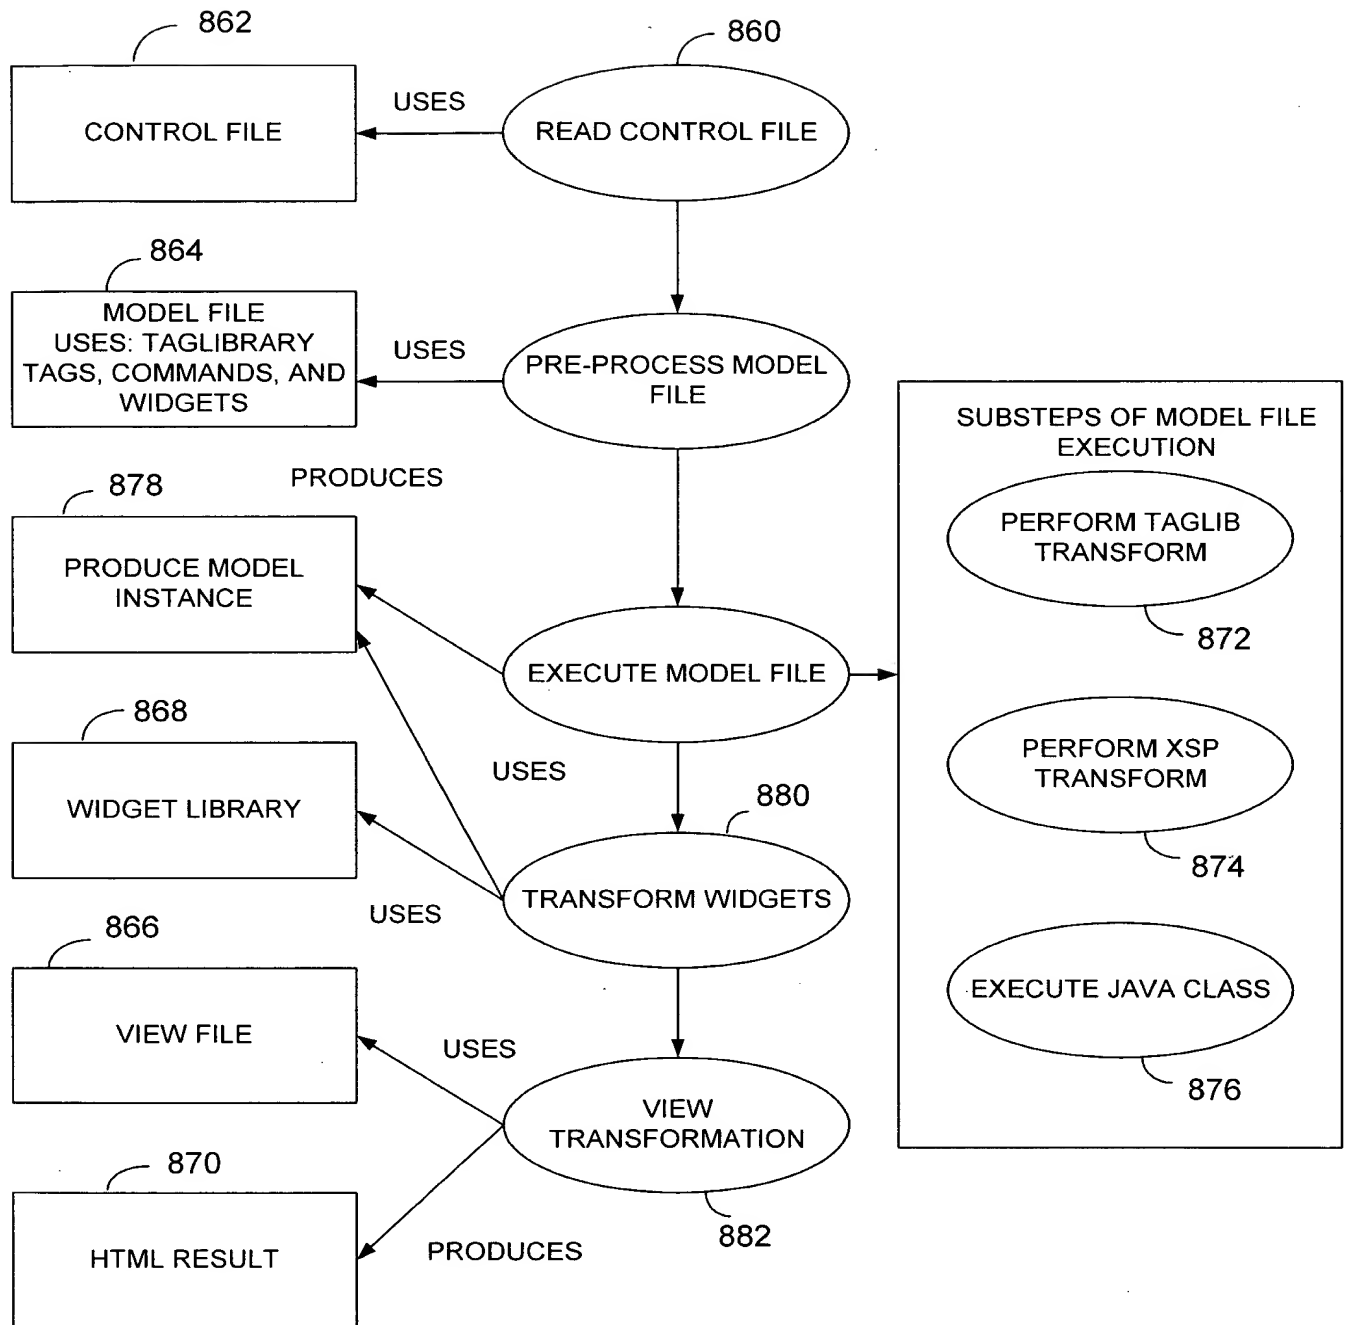 862
860
CONTROL FILE
USES
READ CONTROL FILE
864
MODEL FILE
USES: TAGLIBRARY
TAGS, COMMANDS, AND
WIDGETS
USES
PRE-PROCESS MODEL
FILE
SUBSTEPS OF MODEL FILE
EXECUTION
PRODUCES
878
PRODUCE MODEL
INSTANCE
PERFORM TAGLIB
TRANSFORM
872
EXECUTE MODEL FILE
868
WIDGET LIBRARY
USES
PERFORM XSP
TRANSFORM
874
880
TRANSFORM WIDGETS
USES
866
VIEW FILE
USES
EXECUTE JAVA CLASS
876
VIEW
TRANSFORMATION
882
870
HTML RESULT
PRODUCES